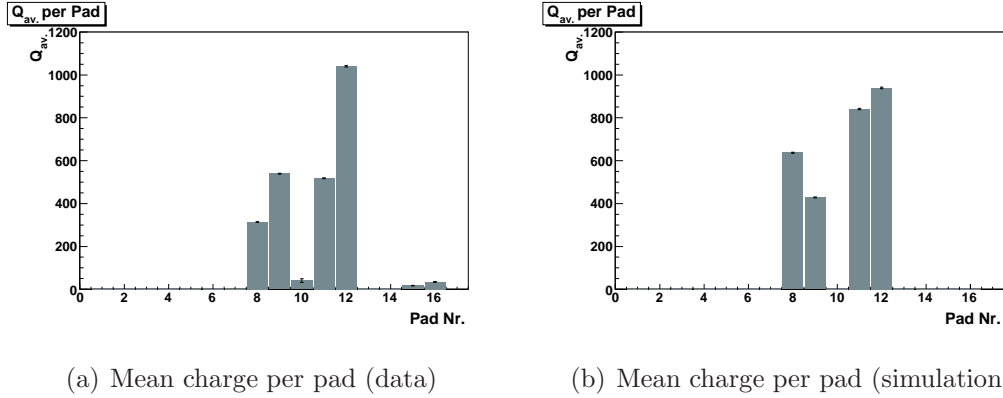 Q_av. per Pad
Q_av.
1200
1000
800
600
400
200
0
0 2 4 6 8 10 12 14 16
Pad Nr.
(a) Mean charge per pad (data)
Q_av. per Pad
Q_av.
1200
1000
800
600
400
200
0
0 2 4 6 8 10 12 14 16
Pad Nr.
(b) Mean charge per pad (simulation